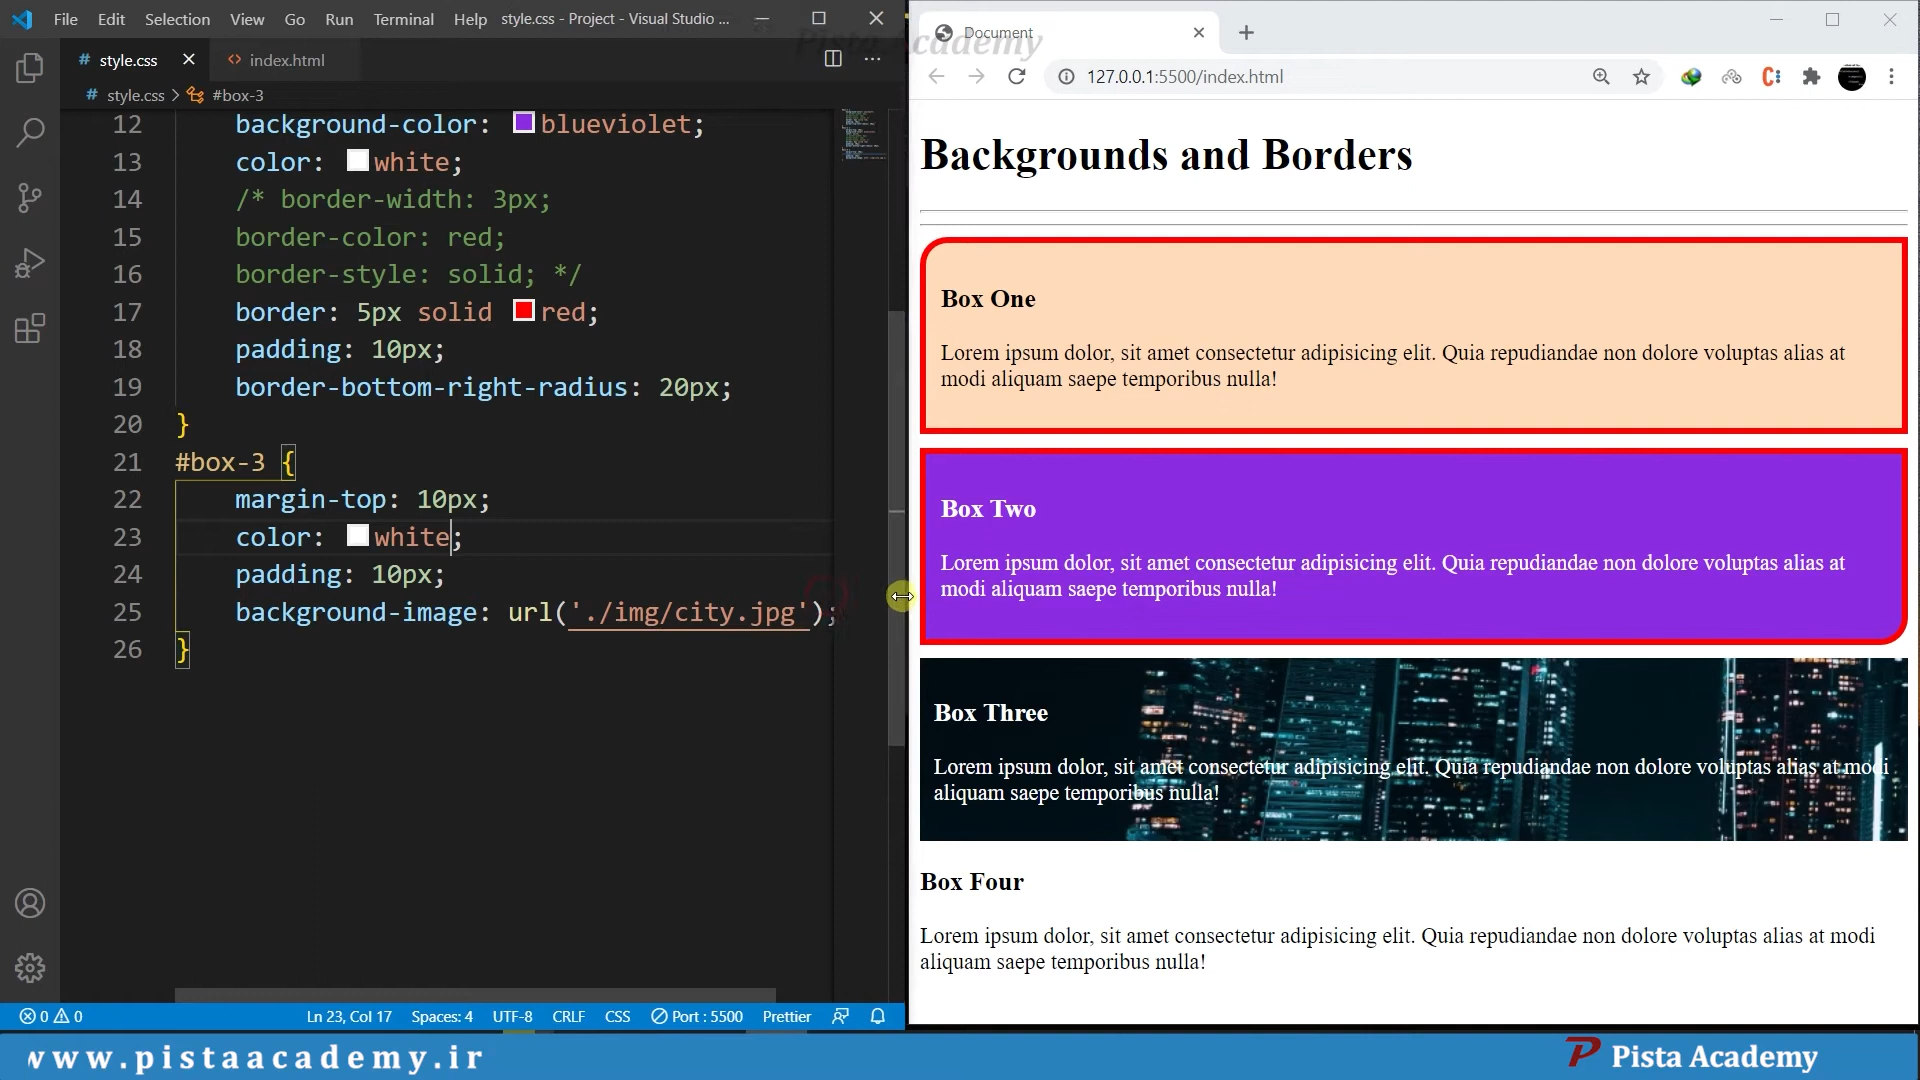 File Edit Selection View Go Run Terminal Help style.css - Project - Visual Studio ...
style.css
index.html
style.css > #box-3
12 background-color: blueviolet;
13 color: white;
14 /* border-width: 3px;
15 border-color: red;
16 border-style: solid; */
17 border: 5px solid red;
18 padding: 10px;
19 border-bottom-right-radius: 20px;
20 }
21 #box-3 {
22 margin-top: 10px;
23 color: white;
24 padding: 10px;
25 background-image: url('./img/city.jpg');
26 }
0 0 Ln 23, Col 17 Spaces: 4 UTF-8 CRLF CSS Port : 5500 Prettier
Pista Academy
Document
127.0.0.1:5500/index.html
Backgrounds and Borders
Box One
Lorem ipsum dolor, sit amet consectetur adipisicing elit. Quia repudiandae non dolore voluptas alias at
modi aliquam saepe temporibus nulla!
Box Two
Lorem ipsum dolor, sit amet consectetur adipisicing elit. Quia repudiandae non dolore voluptas alias at
modi aliquam saepe temporibus nulla!
Box Three
Lorem ipsum dolor, sit amet consectetur adipisicing elit. Quia repudiandae non dolore voluptas alias at modi
aliquam saepe temporibus nulla!
Box Four
Lorem ipsum dolor, sit amet consectetur adipisicing elit. Quia repudiandae non dolore voluptas alias at modi
aliquam saepe temporibus nulla!
www.pistaacademy.ir
Pista Academy